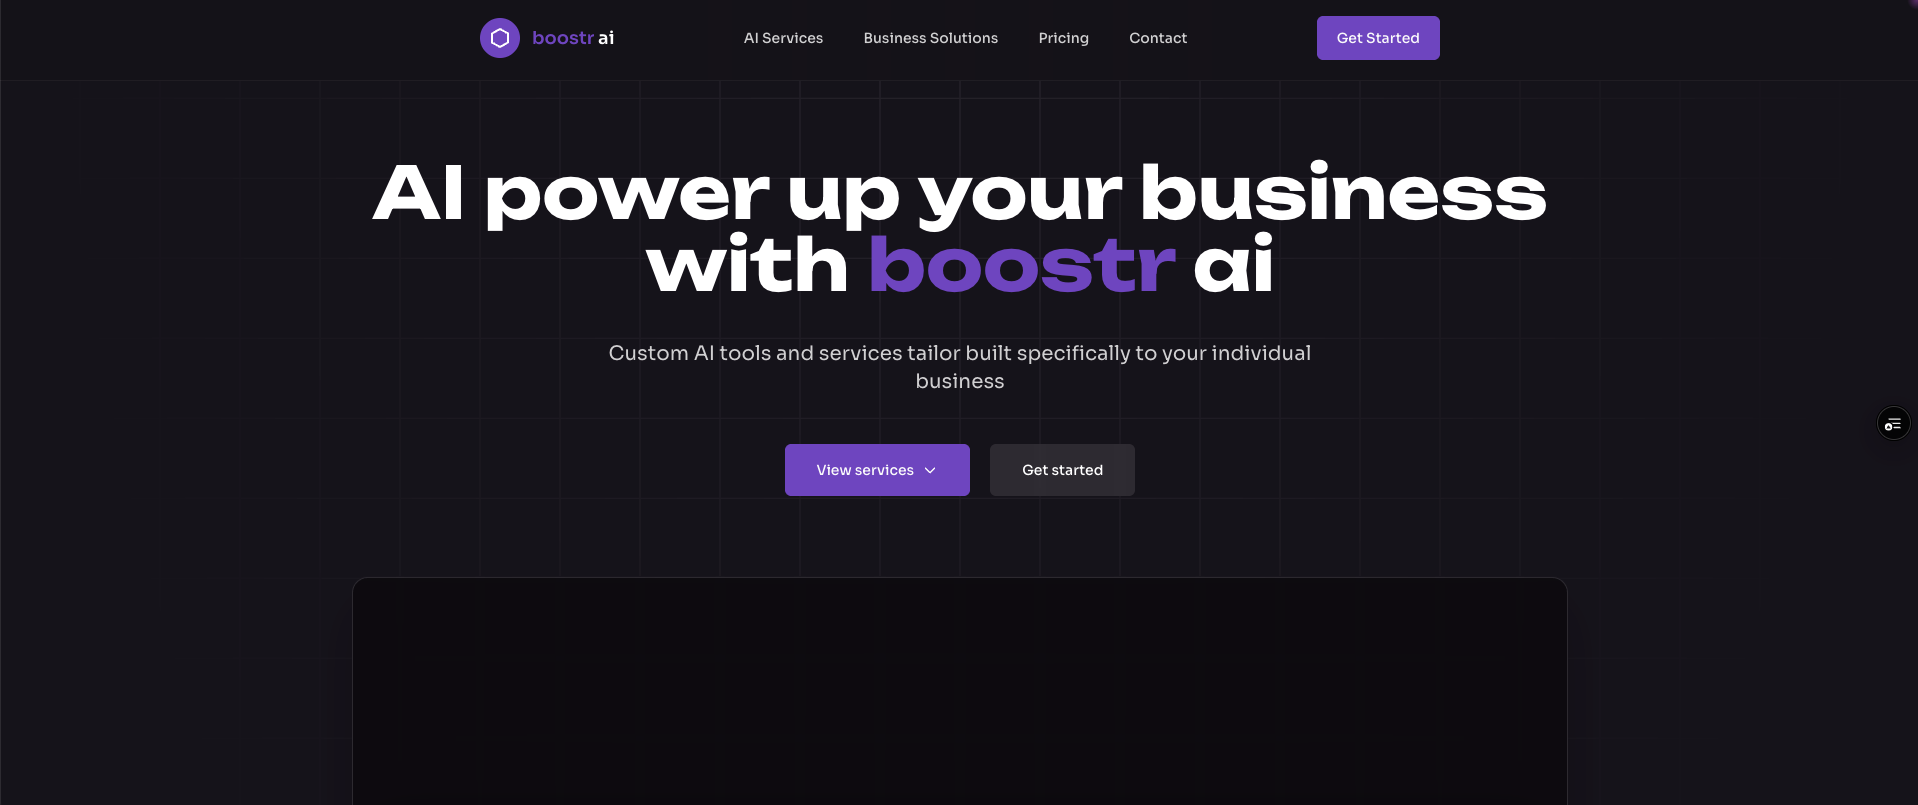 boostr ai
AI Services
Business Solutions
Pricing
Contact
Get Started
AI power up your business
with boostr ai
Custom AI tools and services tailor built specifically to your individual
business
View services
Get started